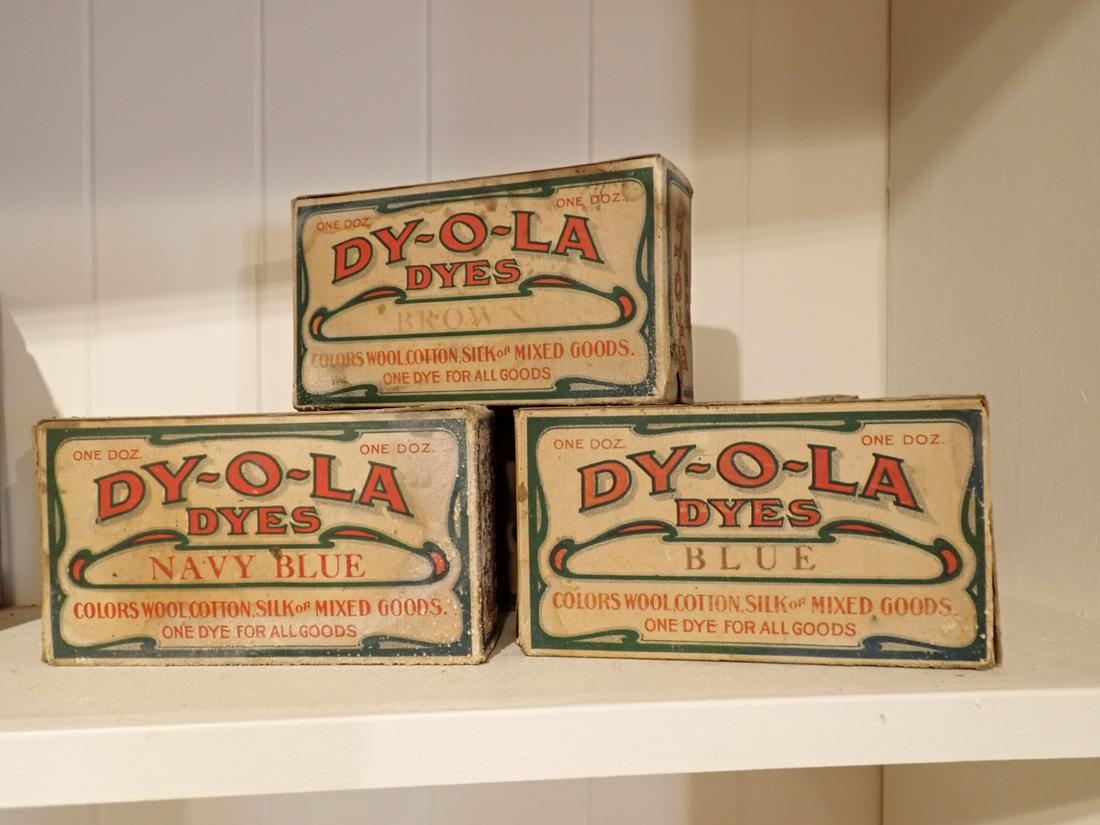 ONE DOZ. ONE DOZ.
DY-O-LA
DYES
BROWN
COLORS WOOL, COTTON, SILK OR MIXED GOODS.
ONE DYE FOR ALL GOODS
ONE DOZ. ONE DOZ.
DY-O-LA
DYES
NAVY BLUE
COLORS WOOL, COTTON, SILK OR MIXED GOODS.
ONE DYE FOR ALL GOODS
ONE DOZ. ONE DOZ.
DY-O-LA
DYES
BLUE
COLORS WOOL, COTTON, SILK OR MIXED GOODS.
ONE DYE FOR ALL GOODS